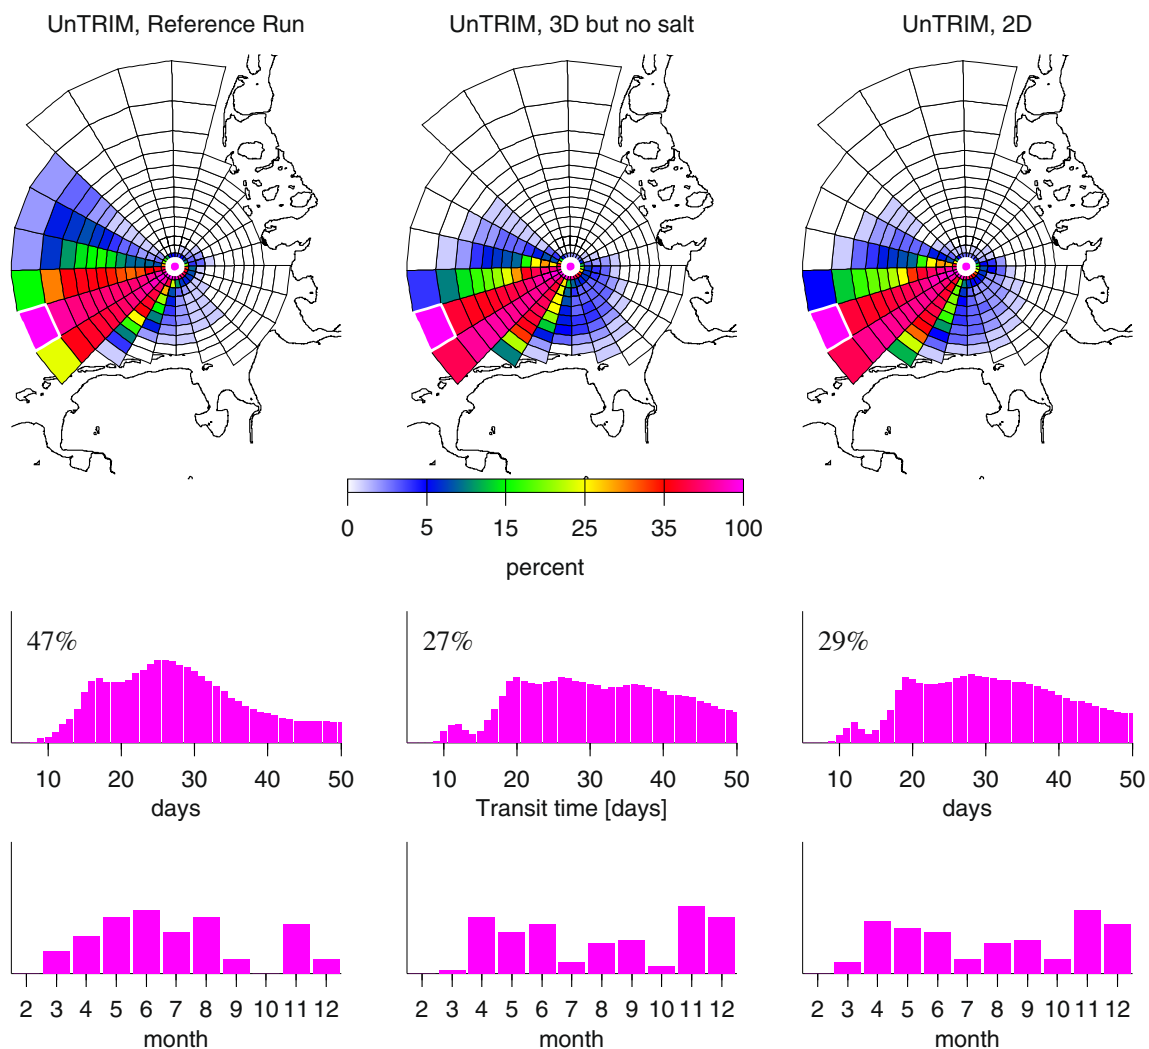 UnTRIM, Reference Run
UnTRIM, 3D but no salt
UnTRIM, 2D
0 5 15 25 35 100
percent
47%
27%
29%
10 20 30 40 50
10 20 30 40 50
10 20 30 40 50
days
Transit time [days]
days
2 3 4 5 6 7 8 9 10 11 12
2 3 4 5 6 7 8 9 10 11 12
2 3 4 5 6 7 8 9 10 11 12
month
month
month